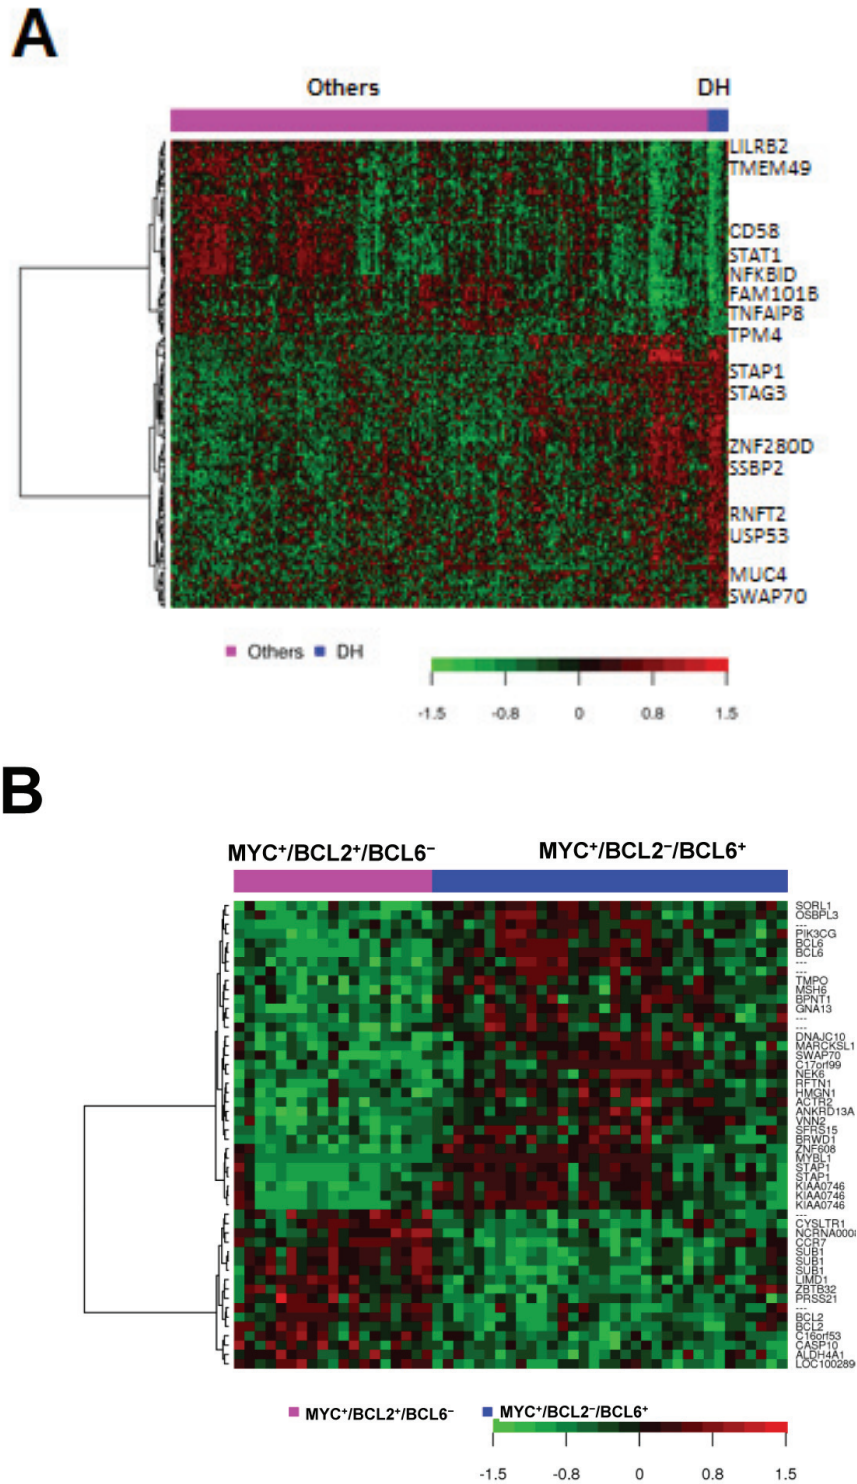 A
Others DH
LILRB2
TMEM49
CD58
STAT1
NFKBID
FAM101B
TNFAIP8
TPM4
STAP1
STAG3
ZNF280D
SSBP2
RNFT2
USP53
MUC4
SWAP70
Others DH
-1.5 -0.8 0 0.8 1.5
B
MYC⁺/BCL2⁺/BCL6⁻ MYC⁺/BCL2⁻/BCL6⁺
SORL1
OSBPL3
---
PIK3CG
BCL6
BCL6
---
---
TMPO
MSH6
BPNT1
GNA13
---
---
DNAJC10
MARCKSL1
SWAP70
C17orf99
NEK6
RFTN1
HMGN1
ACTR2
ANKRD13A
VNN2
SFRS15
BRWD1
ZNF608
MYBL1
STAP1
STAP1
KIAA0746
KIAA0746
KIAA0746
---
CYSLTR1
NCRNA000
CCR7
SUB1
SUB1
SUB1
LIMD1
ZBTB32
PRSS21
---
BCL2
BCL2
C16orf53
CASP10
ALDH4A1
LOC100289
MYC⁺/BCL2⁺/BCL6⁻ MYC⁺/BCL2⁻/BCL6⁺
-1.5 -0.8 0 0.8 1.5